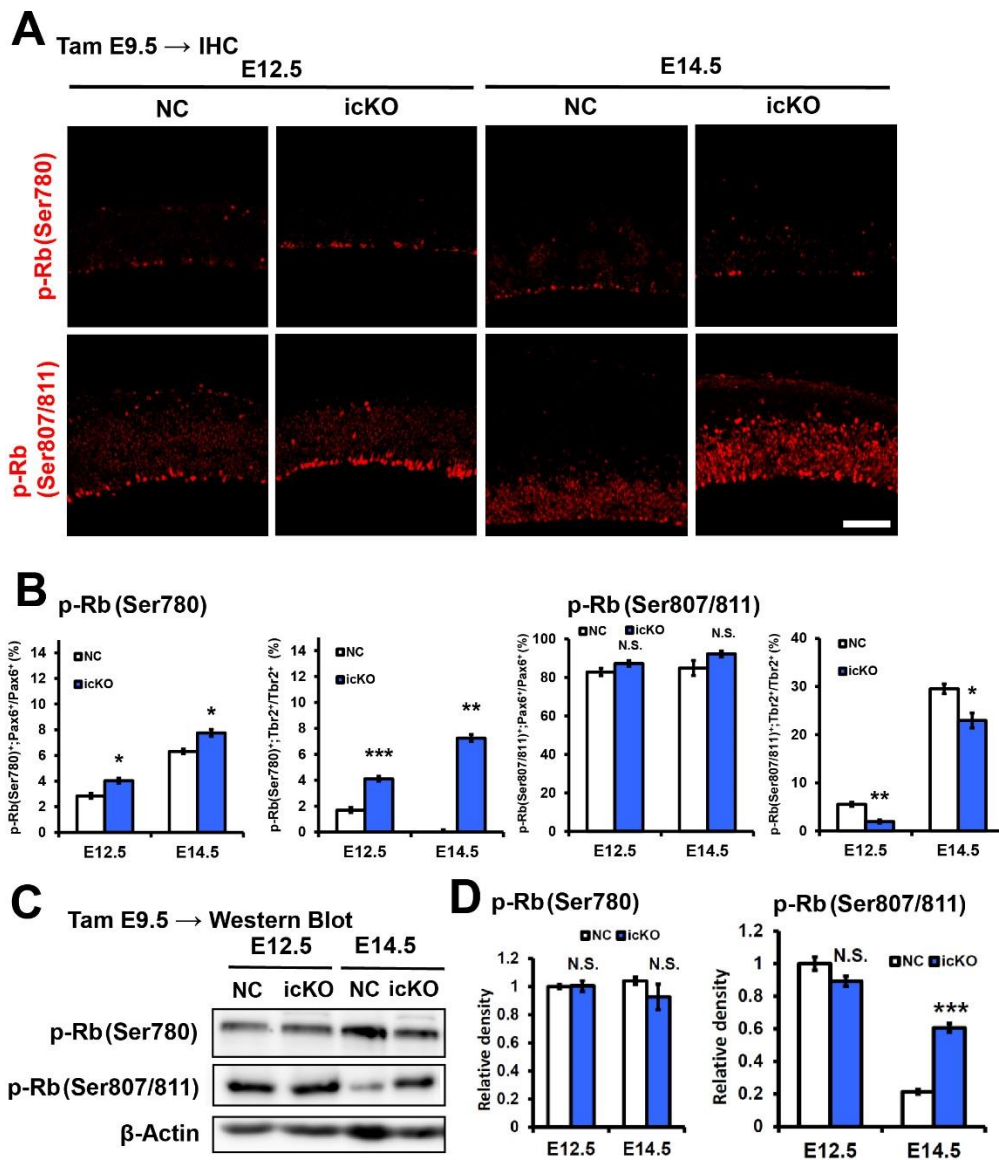 A
Tam E9.5 → IHC
E12.5
E14.5
NC
icKO
NC
icKO
p-Rb(Ser780)
p-Rb
(Ser807/811)
B
p-Rb(Ser780)
p-Rb(Ser807/811)
p-Rb(Ser780)⁺;Pax6⁺/Pax6⁺ (%)
14
12
10
8
6
4
2
0
NC
icKO
*
*
E12.5
E14.5
p-Rb(Ser780)⁺;Tbr2⁺/Tbr2⁺ (%)
14
12
10
8
6
4
2
0
NC
icKO
***
**
E12.5
E14.5
p-Rb(Ser807/811)⁺;Pax6⁺/Pax6⁺ (%)
100
80
60
40
20
0
NC
icKO
N.S.
N.S.
E12.5
E14.5
p-Rb(Ser807/811)⁺;Tbr2⁺/Tbr2⁺ (%)
40
30
20
10
0
NC
icKO
**
*
E12.5
E14.5
C
Tam E9.5 → Western Blot
E12.5
E14.5
NC
icKO
NC
icKO
p-Rb(Ser780)
p-Rb(Ser807/811)
β-Actin
D
p-Rb(Ser780)
Relative density
1.2
1
0.8
0.6
0.4
0.2
0
NC
icKO
N.S.
N.S.
E12.5
E14.5
p-Rb(Ser807/811)
Relative density
1.2
1
0.8
0.6
0.4
0.2
0
NC
icKO
N.S.
***
E12.5
E14.5